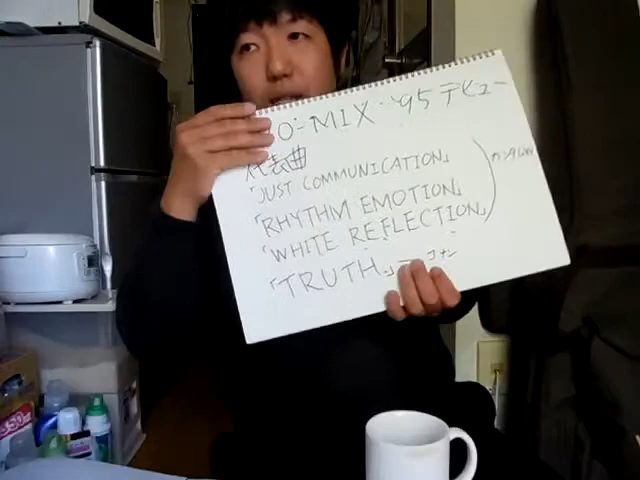 O-MIX '95デビュー
代表曲
「JUST COMMUNICATION」
「RHYTHM EMOTION」
「WHITE REFLECTION」
ガンダムW
「TRUTH」 コナン
350